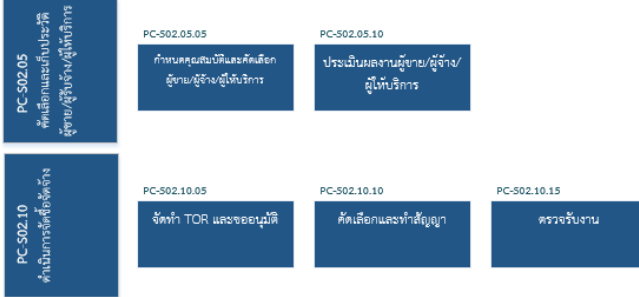 PC-S02.05
คัดเลือกและเก็บประวัติ
ผู้ขาย/ผู้รับจ้าง/ผู้ให้บริการ
PC-S02.05.05
กำหนดคุณสมบัติและคัดเลือก
ผู้ขาย/ผู้จ้าง/ผู้ให้บริการ
PC-S02.05.10
ประเมินผลงานผู้ขาย/ผู้จ้าง/
ผู้ให้บริการ
PC-S02.10
ดำเนินการจัดซื้อจัดจ้าง
PC-S02.10.05
จัดทำ TOR และขออนุมัติ
PC-S02.10.10
คัดเลือกและทำสัญญา
PC-S02.10.15
ตรวจรับงาน